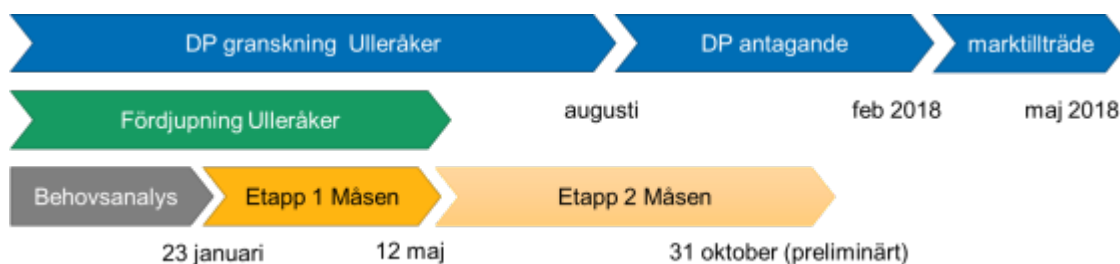 DP granskning Ulleråker
DP antagande
marktillträde
Fördjupning Ulleråker
augusti
feb 2018
maj 2018
Behovsanalys
Etapp 1 Måsen
Etapp 2 Måsen
23 januari
12 maj
31 oktober (preliminärt)